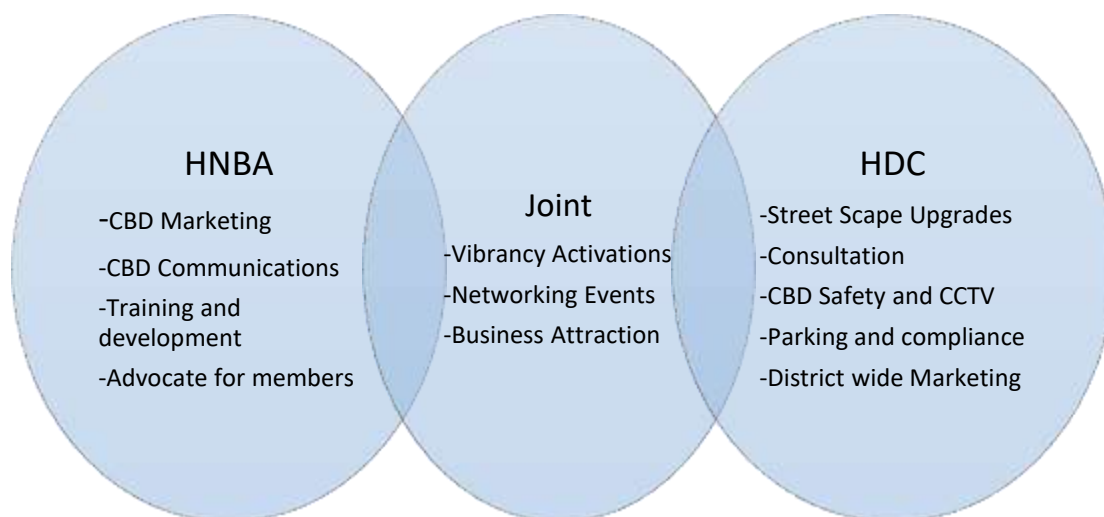 HNBA
-CBD Marketing
-CBD Communications
-Training and
development
-Advocate for members
Joint
-Vibrancy Activations
-Networking Events
-Business Attraction
HDC
-Street Scape Upgrades
-Consultation
-CBD Safety and CCTV
-Parking and compliance
-District wide Marketing